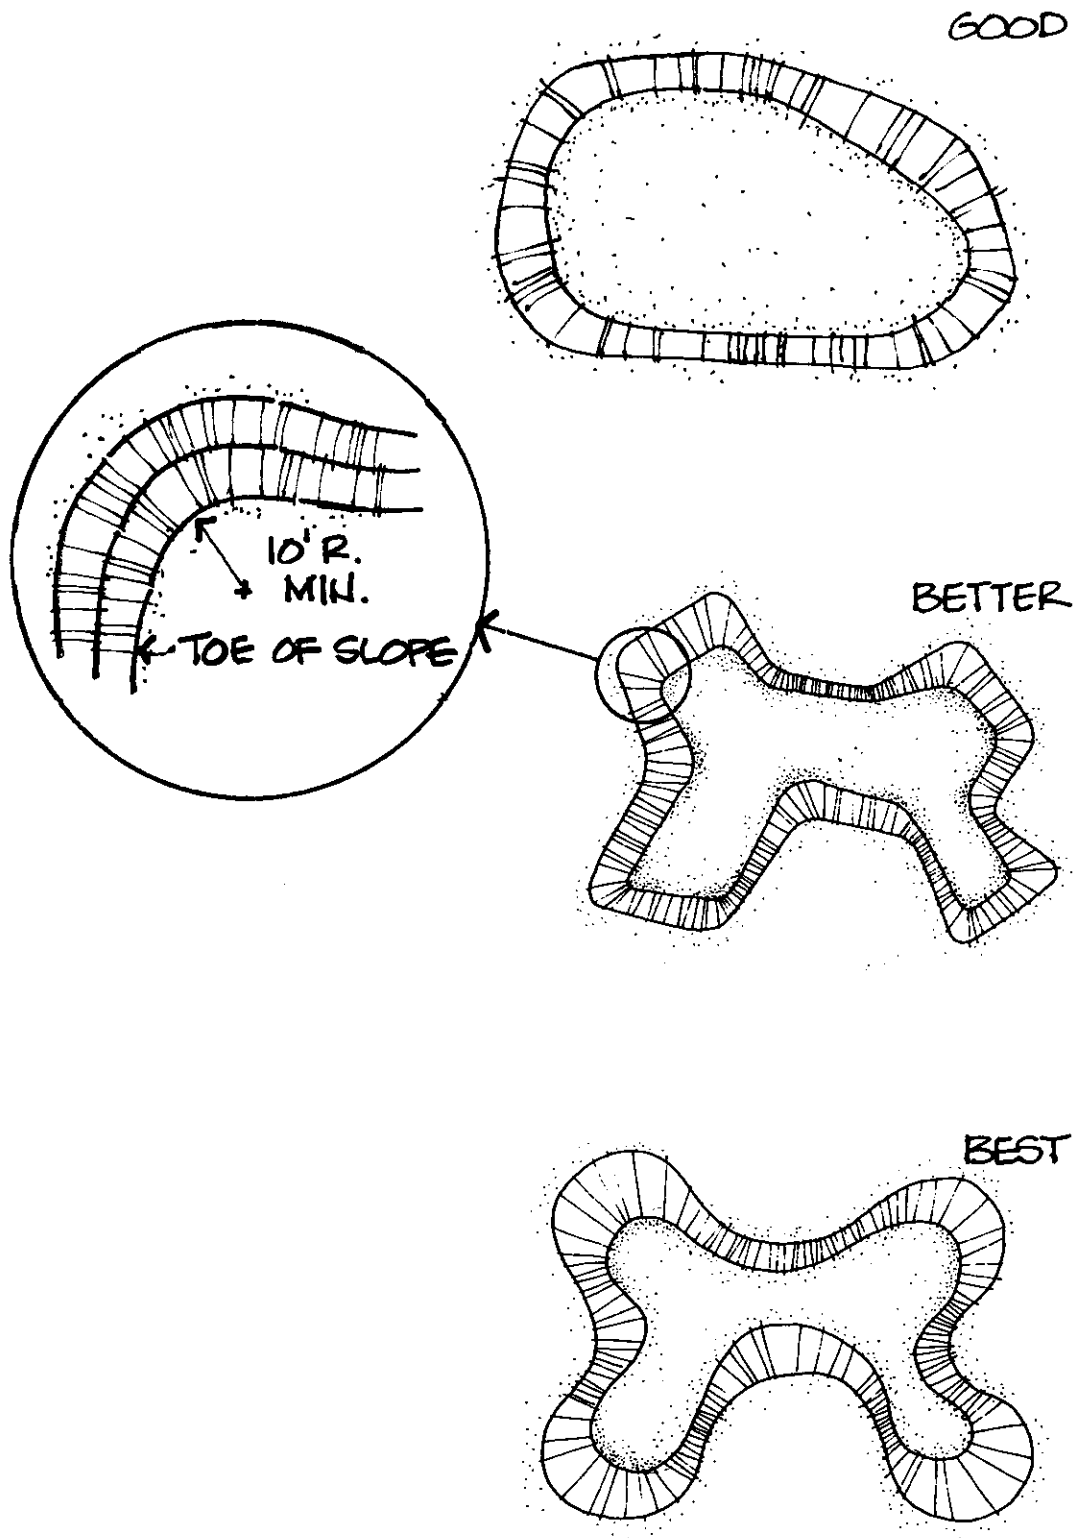 GOOD
10' R.
MIN.
TOE OF SLOPE
BETTER
BEST